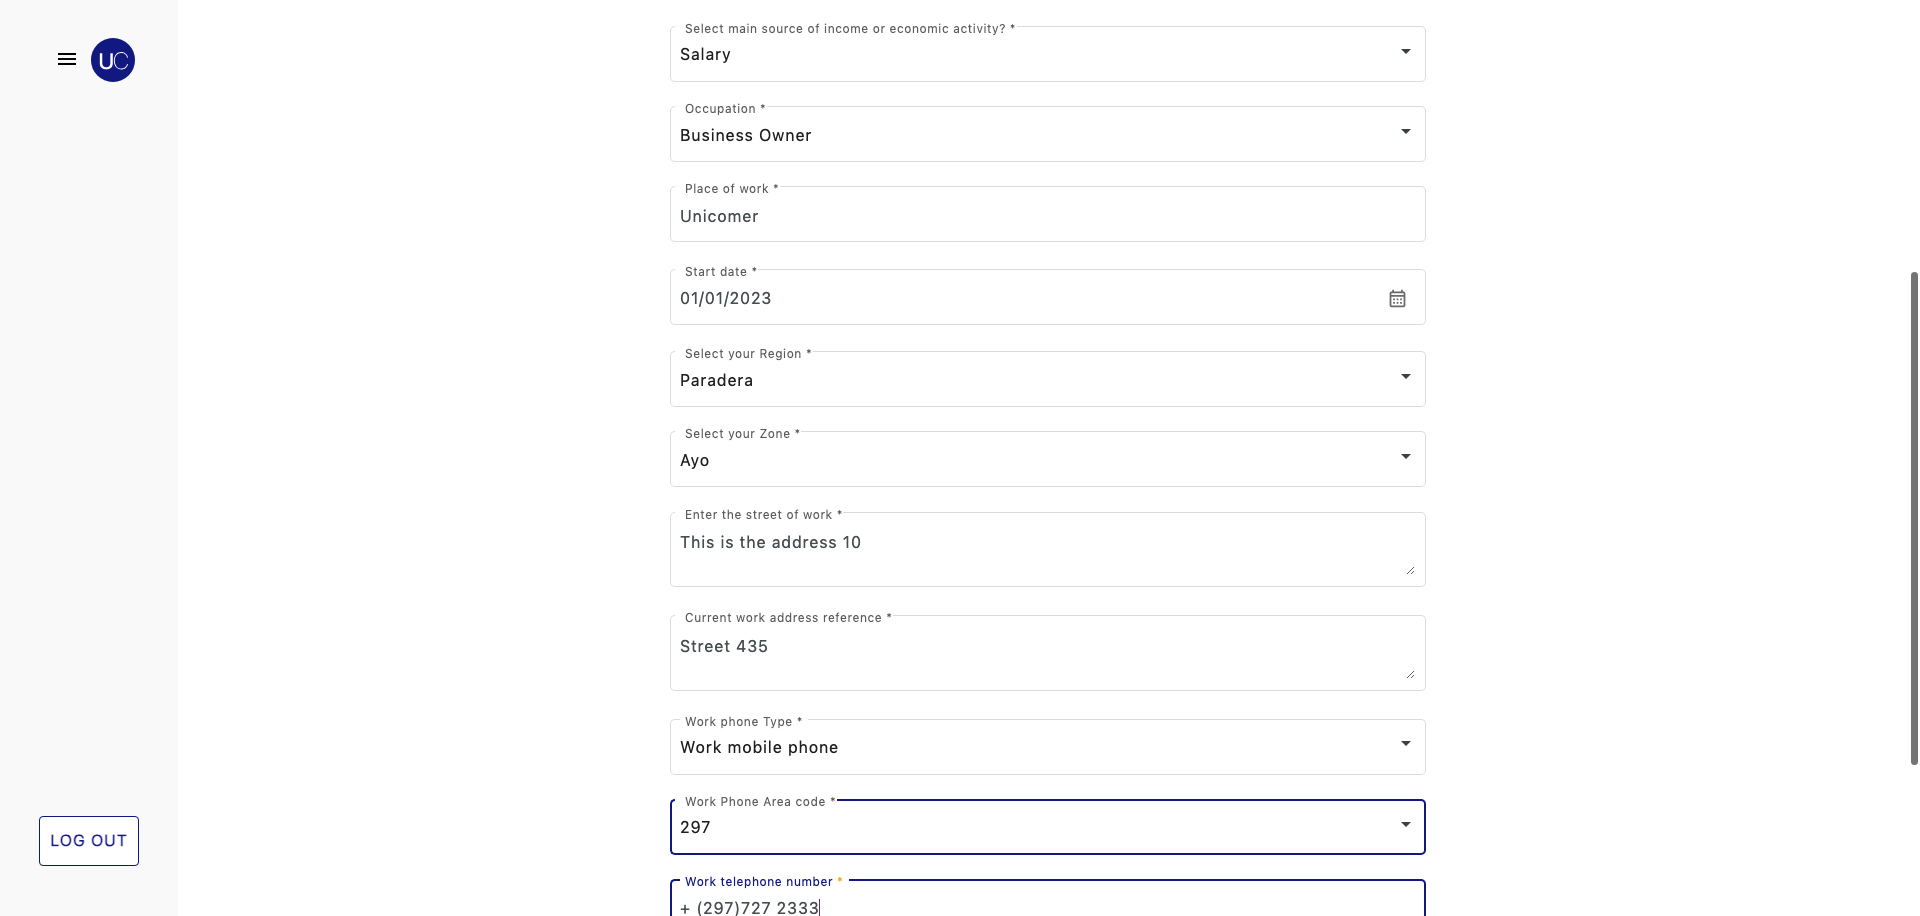 UC
Select main source of income or economic activity? *
Salary
Occupation *
Business Owner
Place of work *
Unicomer
Start date *
01/01/2023
Select your Region *
Paradera
Select your Zone *
Ayo
Enter the street of work *
This is the address 10
Current work address reference *
Street 435
Work phone Type *
Work mobile phone
Work Phone Area code *
297
LOG OUT
Work telephone number *
+ (297)727 2333